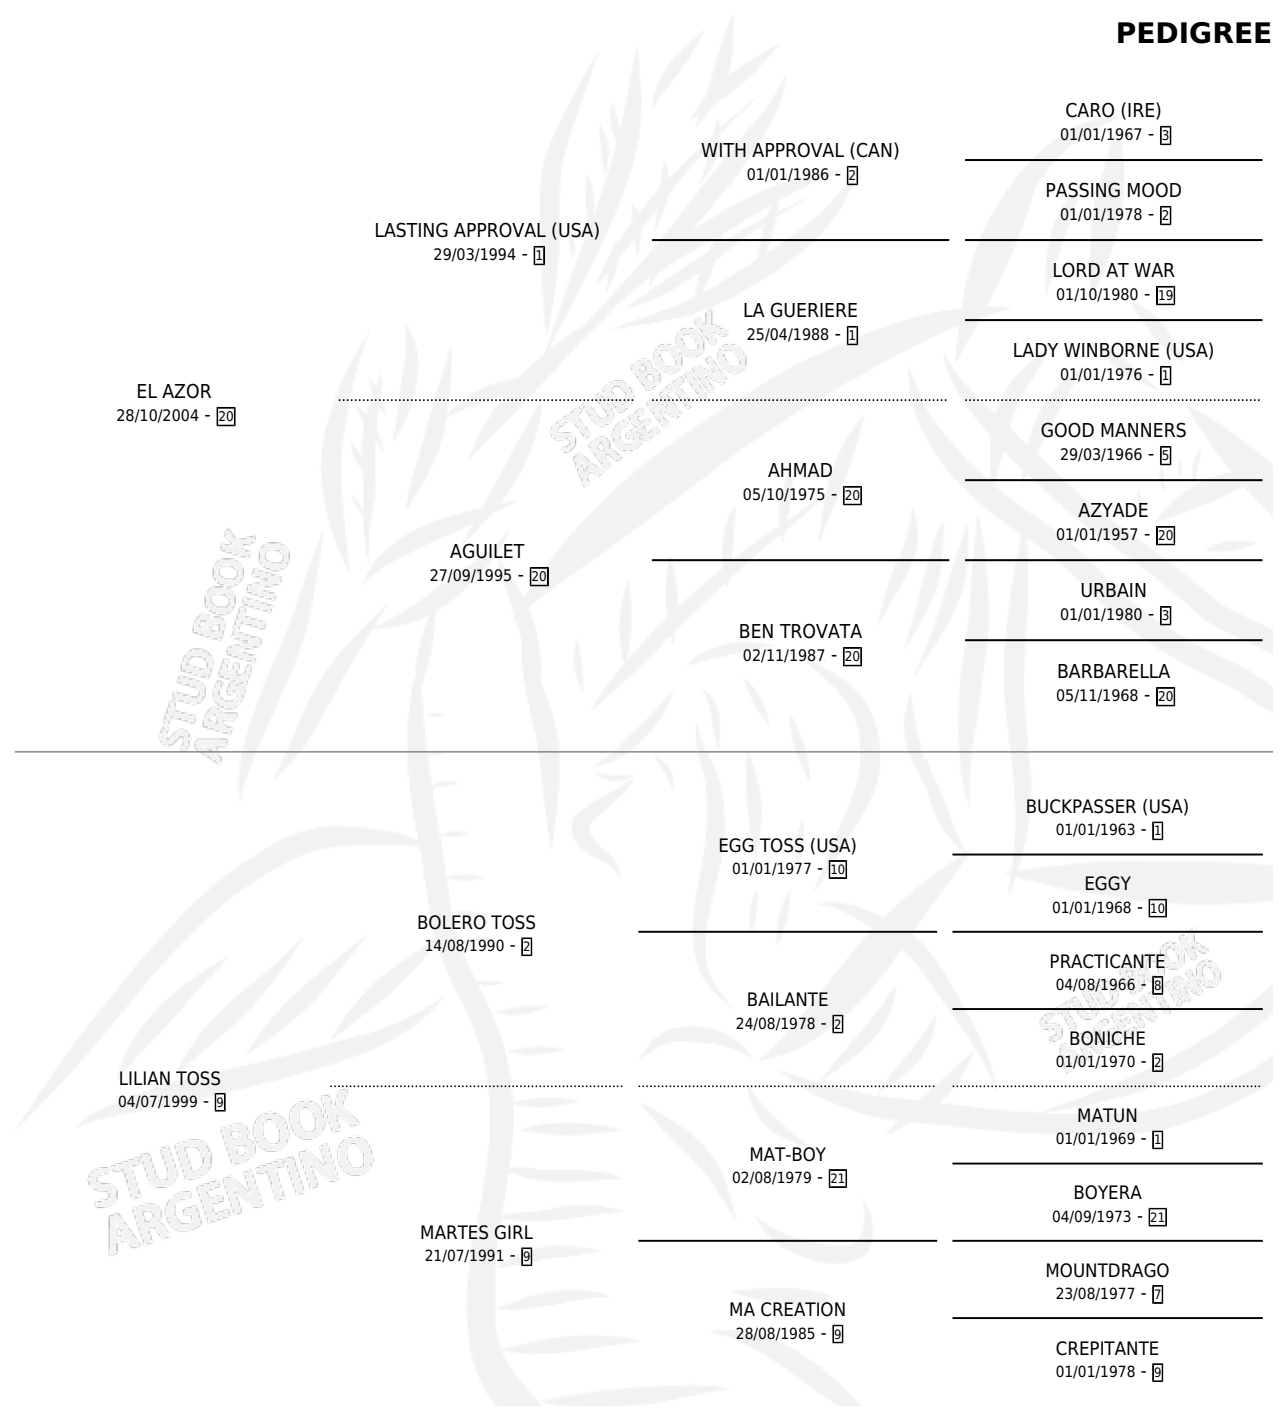 PEDIGREE
CARO (IRE)
01/01/1967 - 3
WITH APPROVAL (CAN)
01/01/1986 - 2
PASSING MOOD
01/01/1978 - 2
LASTING APPROVAL (USA)
29/03/1994 - 1
LORD AT WAR
01/10/1980 - 19
LA GUERIERE
25/04/1988 - 1
LADY WINBORNE (USA)
01/01/1976 - 1
EL AZOR
28/10/2004 - 20
STUD BOOK
ARGENTINO
GOOD MANNERS
29/03/1966 - 5
AHMAD
05/10/1975 - 20
AZYADE
01/01/1957 - 20
AGUILET
27/09/1995 - 20
URBAIN
01/01/1980 - 3
BEN TROVATA
02/11/1987 - 20
BARBARELLA
05/11/1968 - 20
STUD BOOK
ARGENTINO
BUCKPASSER (USA)
01/01/1963 - 1
EGG TOSS (USA)
01/01/1977 - 10
EGGY
01/01/1968 - 10
BOLERO TOSS
14/08/1990 - 2
PRACTICANTE
04/08/1966 - 8
BAILANTE
24/08/1978 - 2
STUD BOOK
ARGENTINO
BONICHE
01/01/1970 - 2
LILIAN TOSS
04/07/1999 - 9
STUD BOOK
ARGENTINO
MATUN
01/01/1969 - 1
MAT-BOY
02/08/1979 - 21
BOYERA
04/09/1973 - 21
MARTES GIRL
21/07/1991 - 9
MOUNTDRAGO
23/08/1977 - 7
MA CREATION
28/08/1985 - 9
CREPITANTE
01/01/1978 - 9